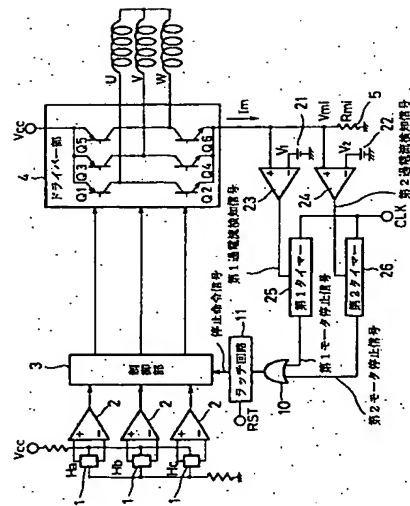 Vcc
4
ドライバー部
Q1
Q3
Q5
Q2
Q4
Q6
U
V
W
Im
Vmi
Rmi
5
V1
21
V2
22
23
24
第1過電流検知信号
第2過電流検知信号
CLK
25
第1タイマー
26
第2タイマー
第1モータ停止信号
第2モータ停止信号
10
11
ラッチ回路
RST
停止命令信号
3
制御部
2
2
2
+
-
Vcc
Ha
Hb
Hc
1
1
1